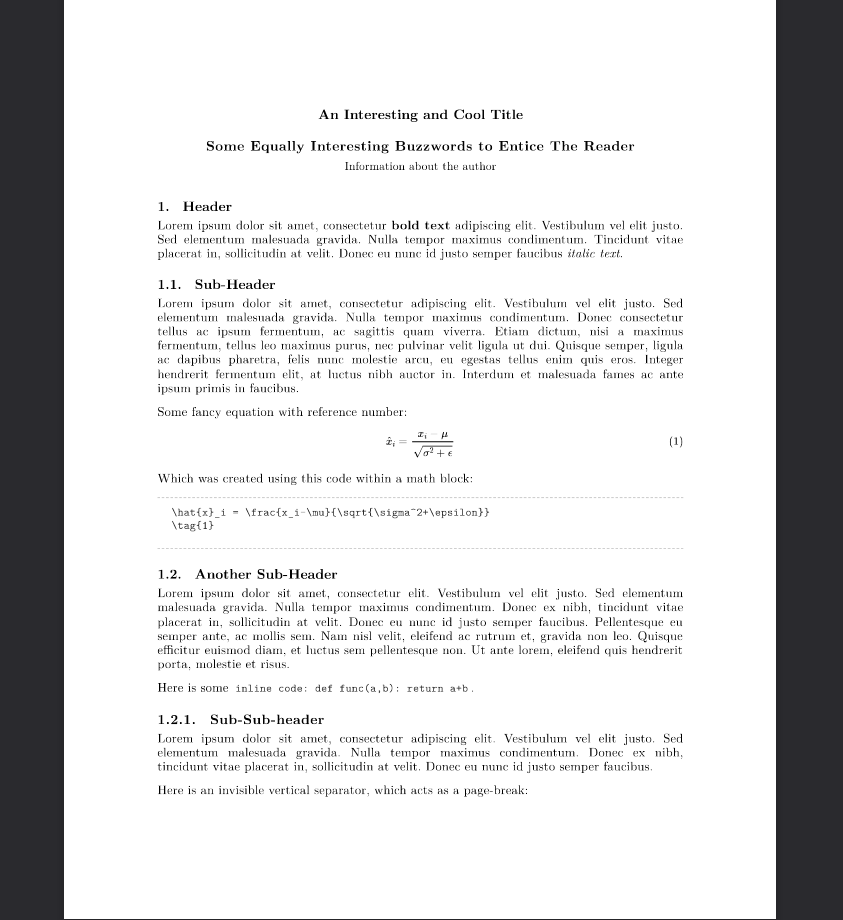 An Interesting and Cool Title
Some Equally Interesting Buzzwords to Entice The Reader
Information about the author
1. Header
Lorem ipsum dolor sit amet, consectetur bold text adipiscing elit. Vestibulum vel elit justo.
Sed elementum malesuada gravida. Nulla tempor maximus condimentum. Tincidunt vitae
placerat in, sollicitudin at velit. Donec eu nunc id justo semper faucibus italic text.
1.1. Sub-Header
Lorem ipsum dolor sit amet, consectetur adipiscing elit. Vestibulum vel elit justo. Sed
elementum malesuada gravida. Nulla tempor maximus condimentum. Donec consectetur
tellus ac ipsum fermentum, ac sagittis quam viverra. Etiam dictum, nisi a maximus
fermentum, tellus leo maximus purus, nec pulvinar velit ligula ut dui. Quisque semper, ligula
ac dapibus pharetra, felis nunc molestie arcu, eu egestas tellus enim quis eros. Integer
hendrerit fermentum elit, at luctus nibh auctor in. Interdum et malesuada fames ac ante
ipsum primis in faucibus.
Some fancy equation with reference number:
x̂ᵢ = (xᵢ − μ) / √(σ² + ϵ) (1)
Which was created using this code within a math block:
\hat{x}_i = \frac{x_i-\mu}{\sqrt{\sigma^2+\epsilon}}
\tag{1}
1.2. Another Sub-Header
Lorem ipsum dolor sit amet, consectetur elit. Vestibulum vel elit justo. Sed elementum
malesuada gravida. Nulla tempor maximus condimentum. Donec ex nibh, tincidunt vitae
placerat in, sollicitudin at velit. Donec eu nunc id justo semper faucibus. Pellentesque eu
semper ante, ac mollis sem. Nam nisl velit, eleifend ac rutrum et, gravida non leo. Quisque
efficitur euismod diam, et luctus sem pellentesque non. Ut ante lorem, eleifend quis hendrerit
porta, molestie et risus.
Here is some inline code: def func(a,b): return a+b .
1.2.1. Sub-Sub-header
Lorem ipsum dolor sit amet, consectetur adipiscing elit. Vestibulum vel elit justo. Sed
elementum malesuada gravida. Nulla tempor maximus condimentum. Donec ex nibh,
tincidunt vitae placerat in, sollicitudin at velit. Donec eu nunc id justo semper faucibus.
Here is an invisible vertical separator, which acts as a page-break: